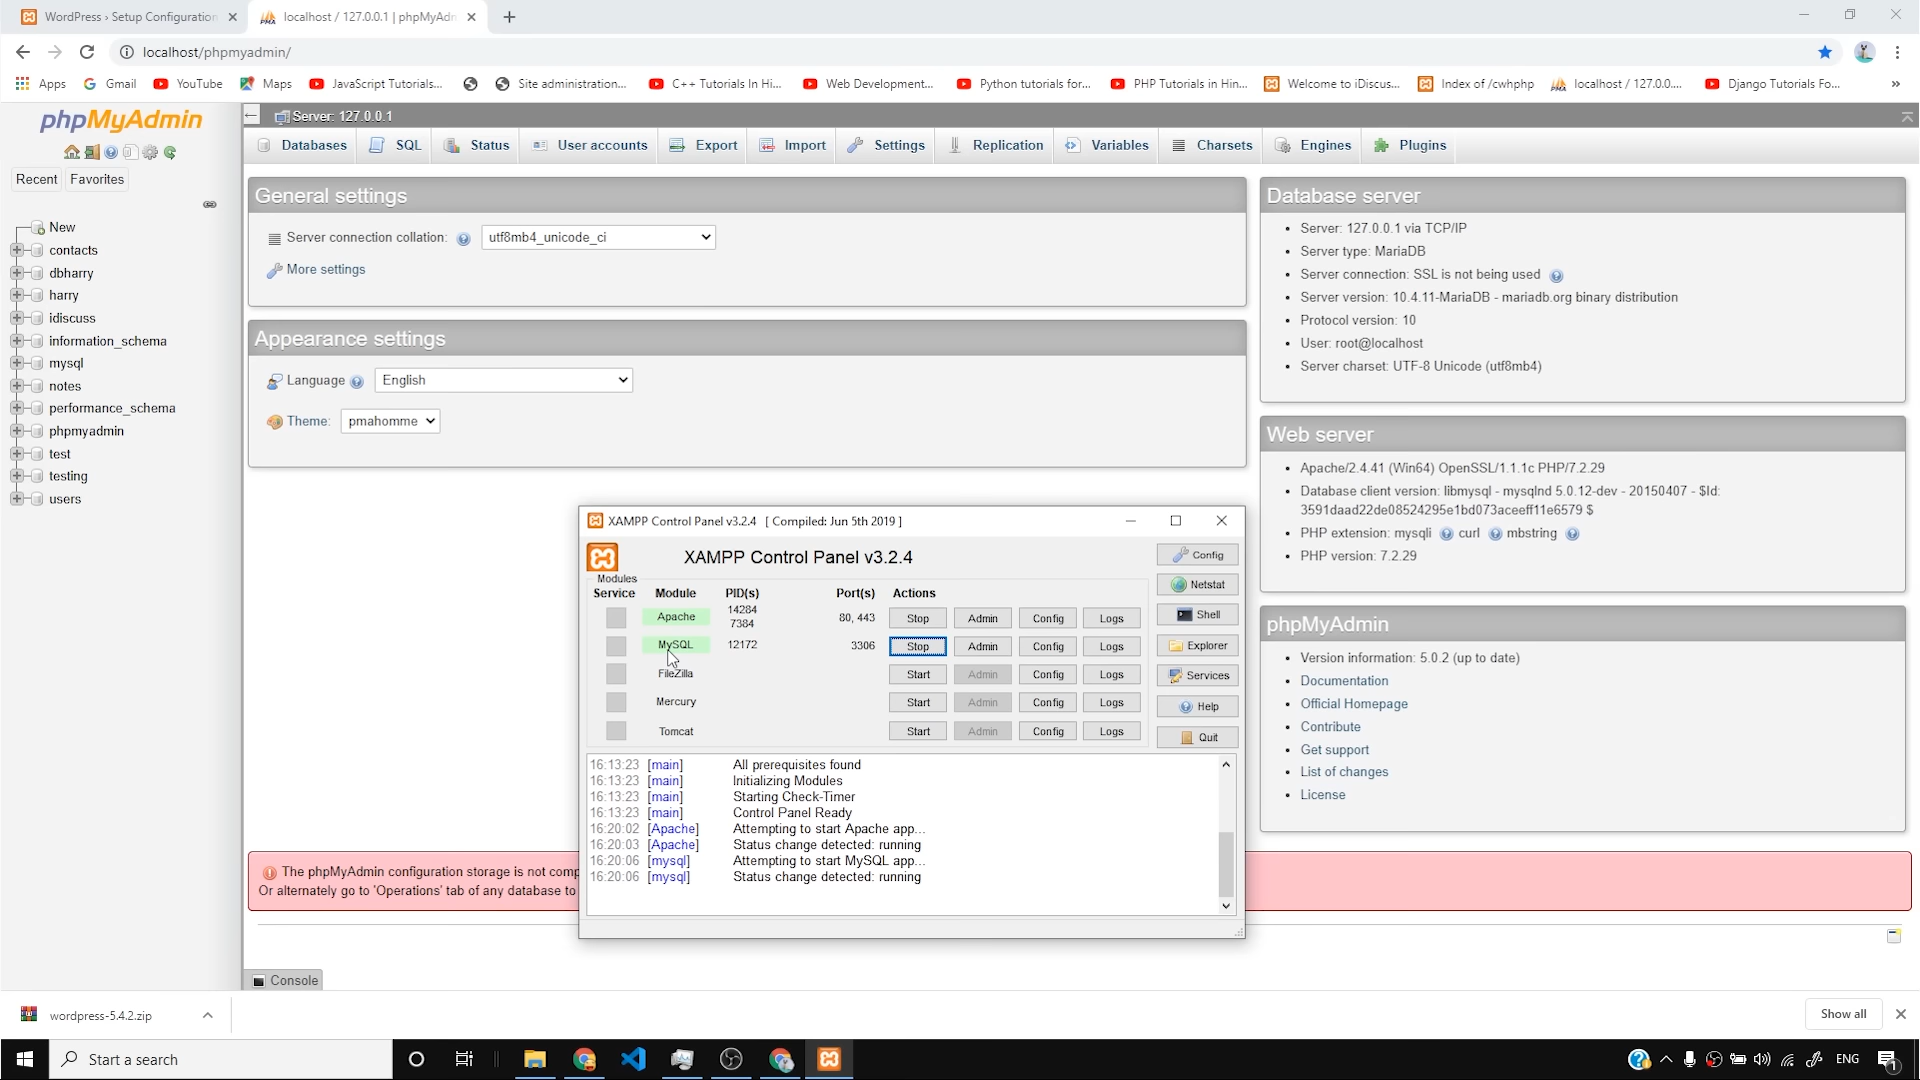 WordPress › Setup Configuration
localhost / 127.0.0.1 | phpMyAdn
localhost/phpmyadmin/
Apps
Gmail
YouTube
Maps
JavaScript Tutorials...
Site administration...
C++ Tutorials In Hi...
Web Development...
Python tutorials for...
PHP Tutorials in Hin...
Welcome to iDiscus...
Index of /cwhphp
localhost / 127.0.0....
Django Tutorials Fo...
»
phpMyAdmin
Server: 127.0.0.1
Databases
SQL
Status
User accounts
Export
Import
Settings
Replication
Variables
Charsets
Engines
Plugins
Recent
Favorites
New
contacts
dbharry
harry
idiscuss
information_schema
mysql
notes
performance_schema
phpmyadmin
test
testing
users
General settings
Server connection collation:
utf8mb4_unicode_ci
More settings
Appearance settings
Language
English
Theme:
pmahomme
Database server
• Server: 127.0.0.1 via TCP/IP
• Server type: MariaDB
• Server connection: SSL is not being used
• Server version: 10.4.11-MariaDB - mariadb.org binary distribution
• Protocol version: 10
• User: root@localhost
• Server charset: UTF-8 Unicode (utf8mb4)
Web server
• Apache/2.4.41 (Win64) OpenSSL/1.1.1c PHP/7.2.29
• Database client version: libmysql - mysqlnd 5.0.12-dev - 20150407 - $Id:
3591daad22de08524295e1bd073aceeff11e6579 $
• PHP extension: mysqli curl mbstring
• PHP version: 7.2.29
phpMyAdmin
• Version information: 5.0.2 (up to date)
• Documentation
• Official Homepage
• Contribute
• Get support
• List of changes
• License
The phpMyAdmin configuration storage is not comp
Or alternately go to 'Operations' tab of any database to
Console
XAMPP Control Panel v3.2.4 [ Compiled: Jun 5th 2019 ]
XAMPP Control Panel v3.2.4
Modules
Service Module PID(s) Port(s) Actions
Apache 14284 7384 80, 443 Stop Admin Config Logs
MySQL 12172 3306 Stop Admin Config Logs
FileZilla Start Admin Config Logs
Mercury Start Admin Config Logs
Tomcat Start Admin Config Logs
Config
Netstat
Shell
Explorer
Services
Help
Quit
16:13:23 [main] All prerequisites found
16:13:23 [main] Initializing Modules
16:13:23 [main] Starting Check-Timer
16:13:23 [main] Control Panel Ready
16:20:02 [Apache] Attempting to start Apache app...
16:20:03 [Apache] Status change detected: running
16:20:06 [mysql] Attempting to start MySQL app...
16:20:06 [mysql] Status change detected: running
wordpress-5.4.2.zip
Show all
Start a search
ENG
1